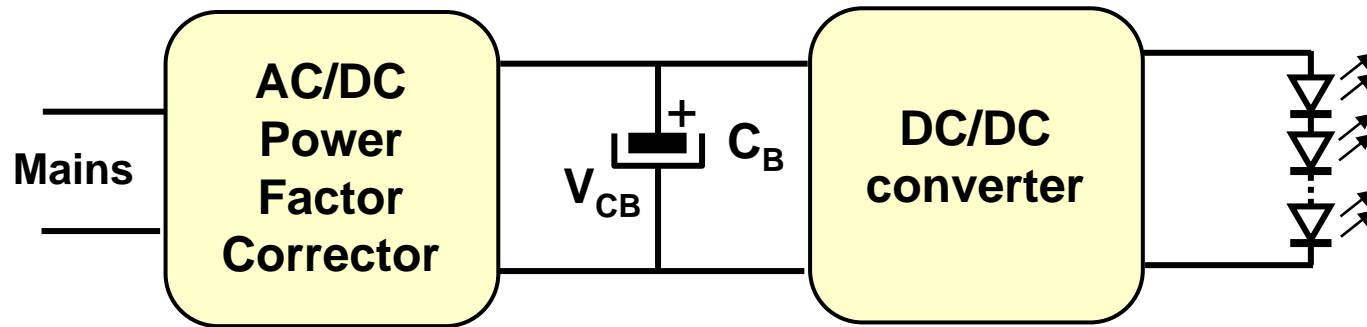 Mains
AC/DC
Power
Factor
Corrector
+
C_B
V_CB
DC/DC
converter